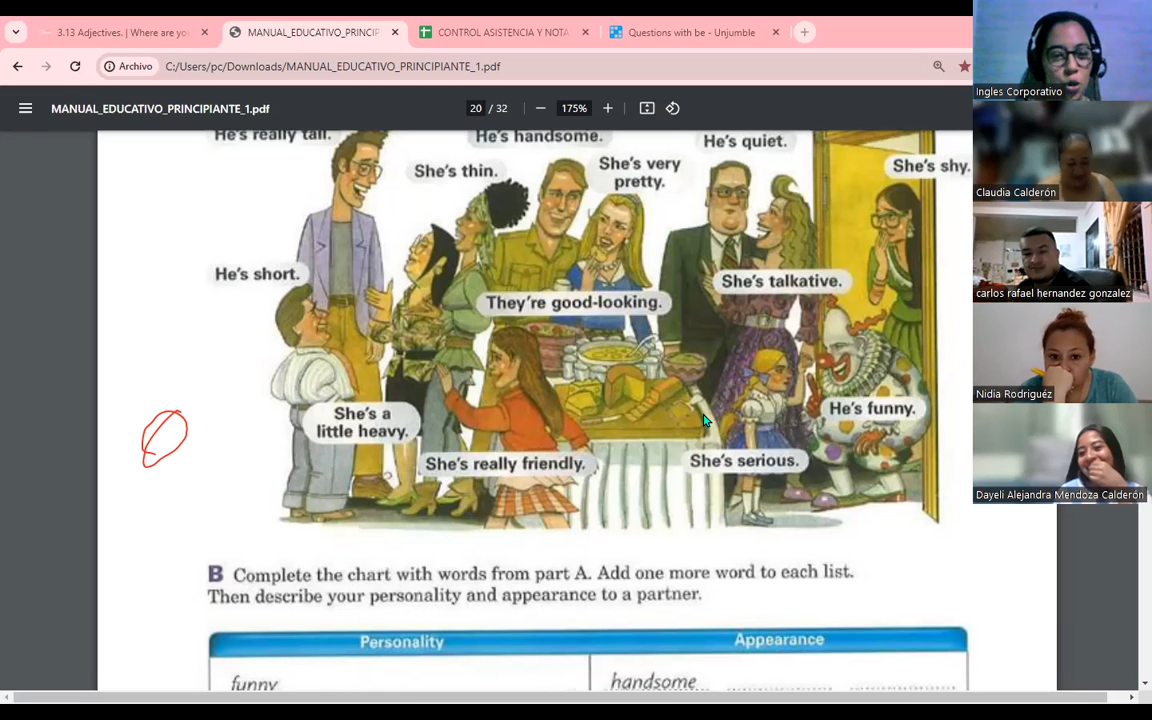 3.13 Adjectives. | Where are you
MANUAL_EDUCATIVO_PRINCIP
CONTROL ASISTENCIA Y NOTA
Questions with be - Unjumble
Archivo
C:/Users/pc/Downloads/MANUAL_EDUCATIVO_PRINCIPIANTE_1.pdf
MANUAL_EDUCATIVO_PRINCIPIANTE_1.pdf
20 / 32
175%
He's really tall.
He's handsome.
He's quiet.
She's thin.
She's very
pretty.
She's shy.
He's short.
They're good-looking.
She's talkative.
She's a
little heavy.
He's funny.
She's really friendly.
She's serious.
B Complete the chart with words from part A. Add one more word to each list.
Then describe your personality and appearance to a partner.
Personality
Appearance
funny
handsome
Ingles Corporativo
Claudia Calderón
carlos rafael hernandez gonzalez
Nidia Rodriguéz
Dayeli Alejandra Mendoza Calderón